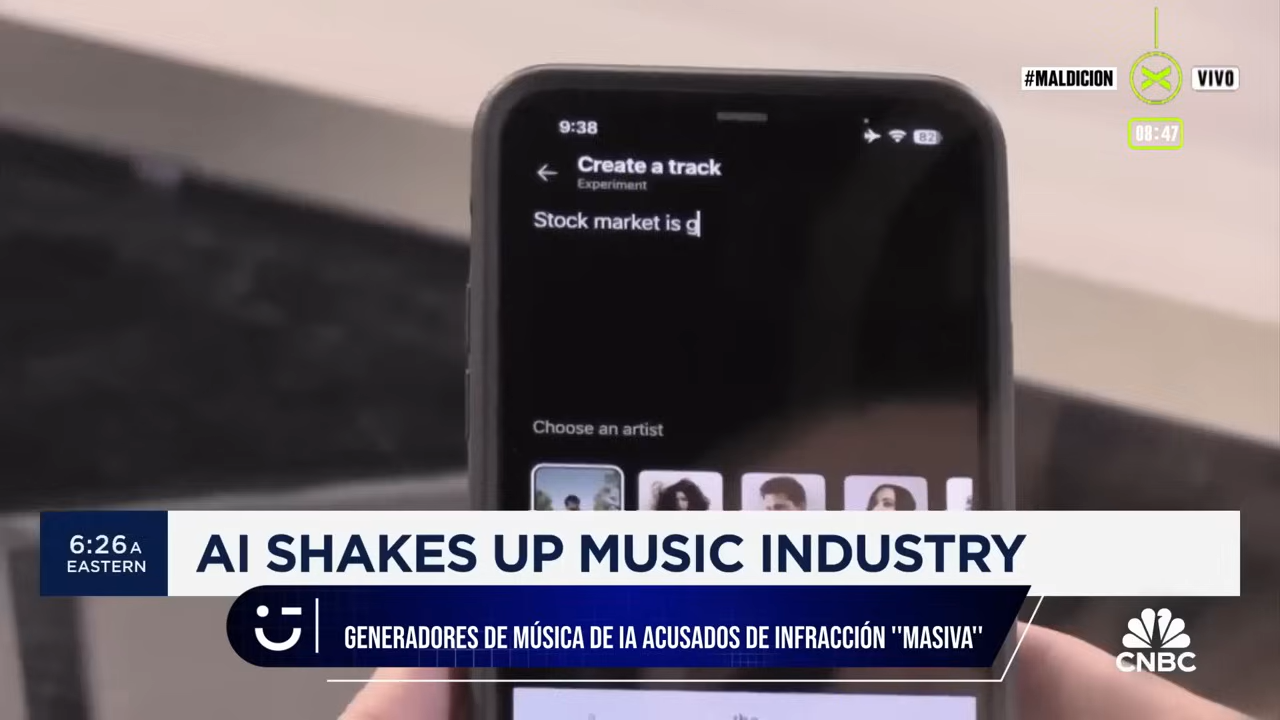 #MALDICION
VIVO
08:47
9:38
82
Create a track
Experiment
Stock market is g
Choose an artist
6:26A
EASTERN
AI SHAKES UP MUSIC INDUSTRY
GENERADORES DE MÚSICA DE IA ACUSADOS DE INFRACCIÓN "MASIVA"
CNBC
the